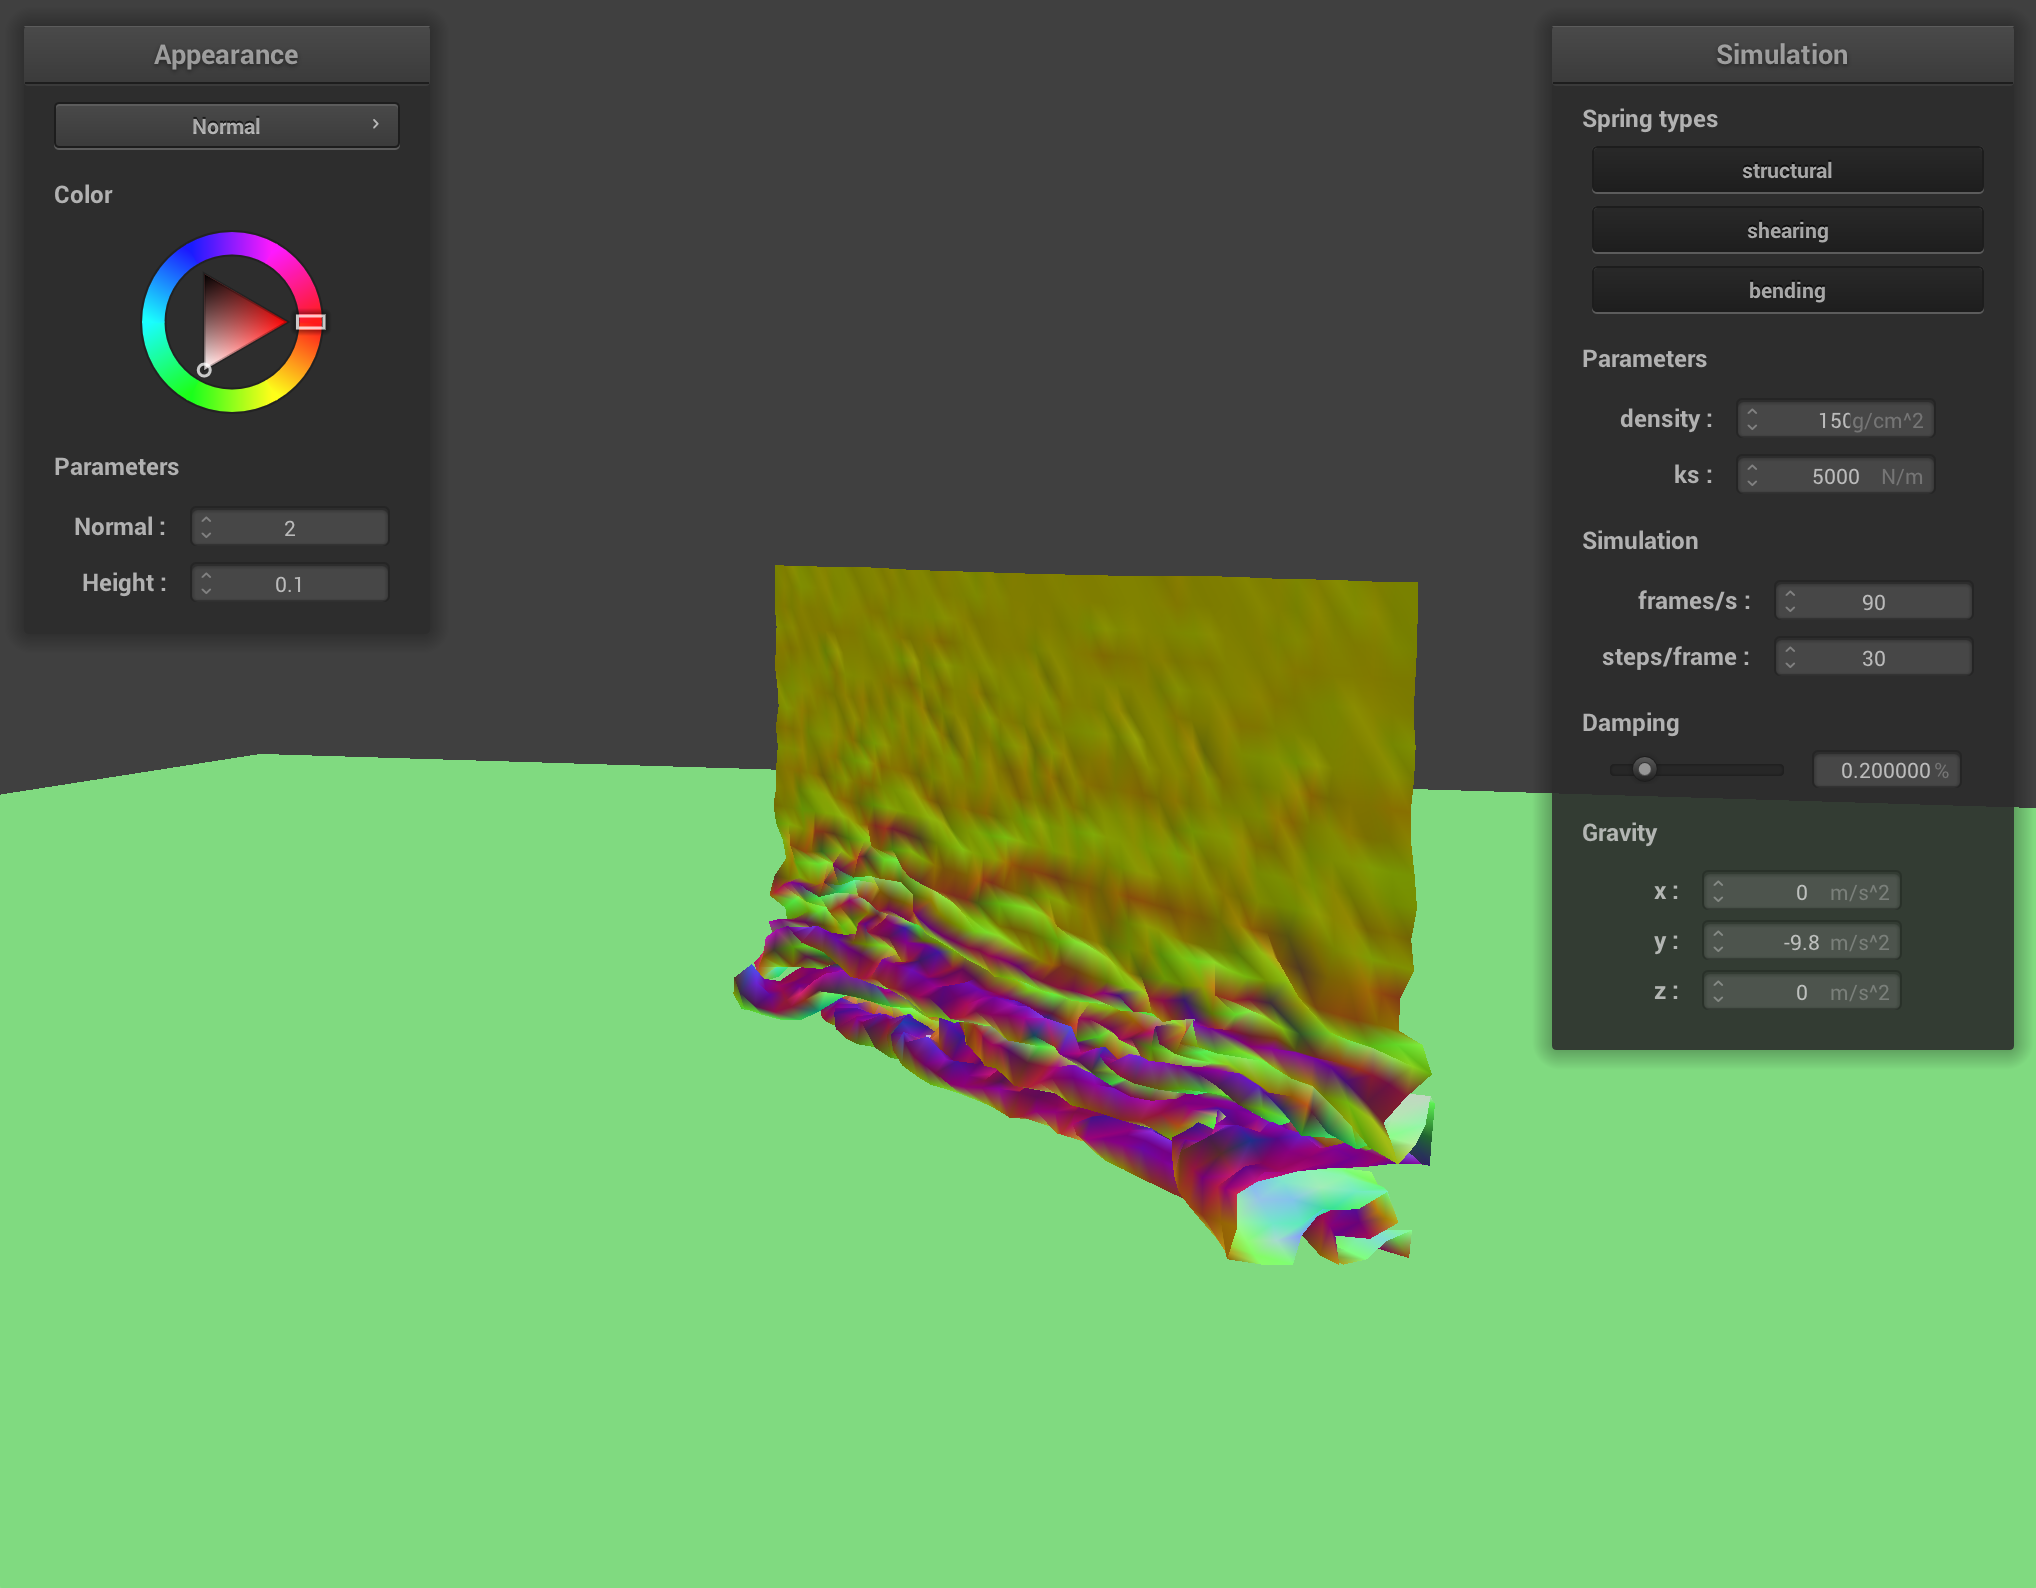 Appearance
Normal
Color
Parameters
Normal : 2
Height : 0.1
Simulation
Spring types
structural
shearing
bending
Parameters
density : 150 g/cm^2
ks : 5000 N/m
Simulation
frames/s : 90
steps/frame : 30
Damping
0.200000 %
Gravity
x : 0 m/s^2
y : -9.8 m/s^2
z : 0 m/s^2